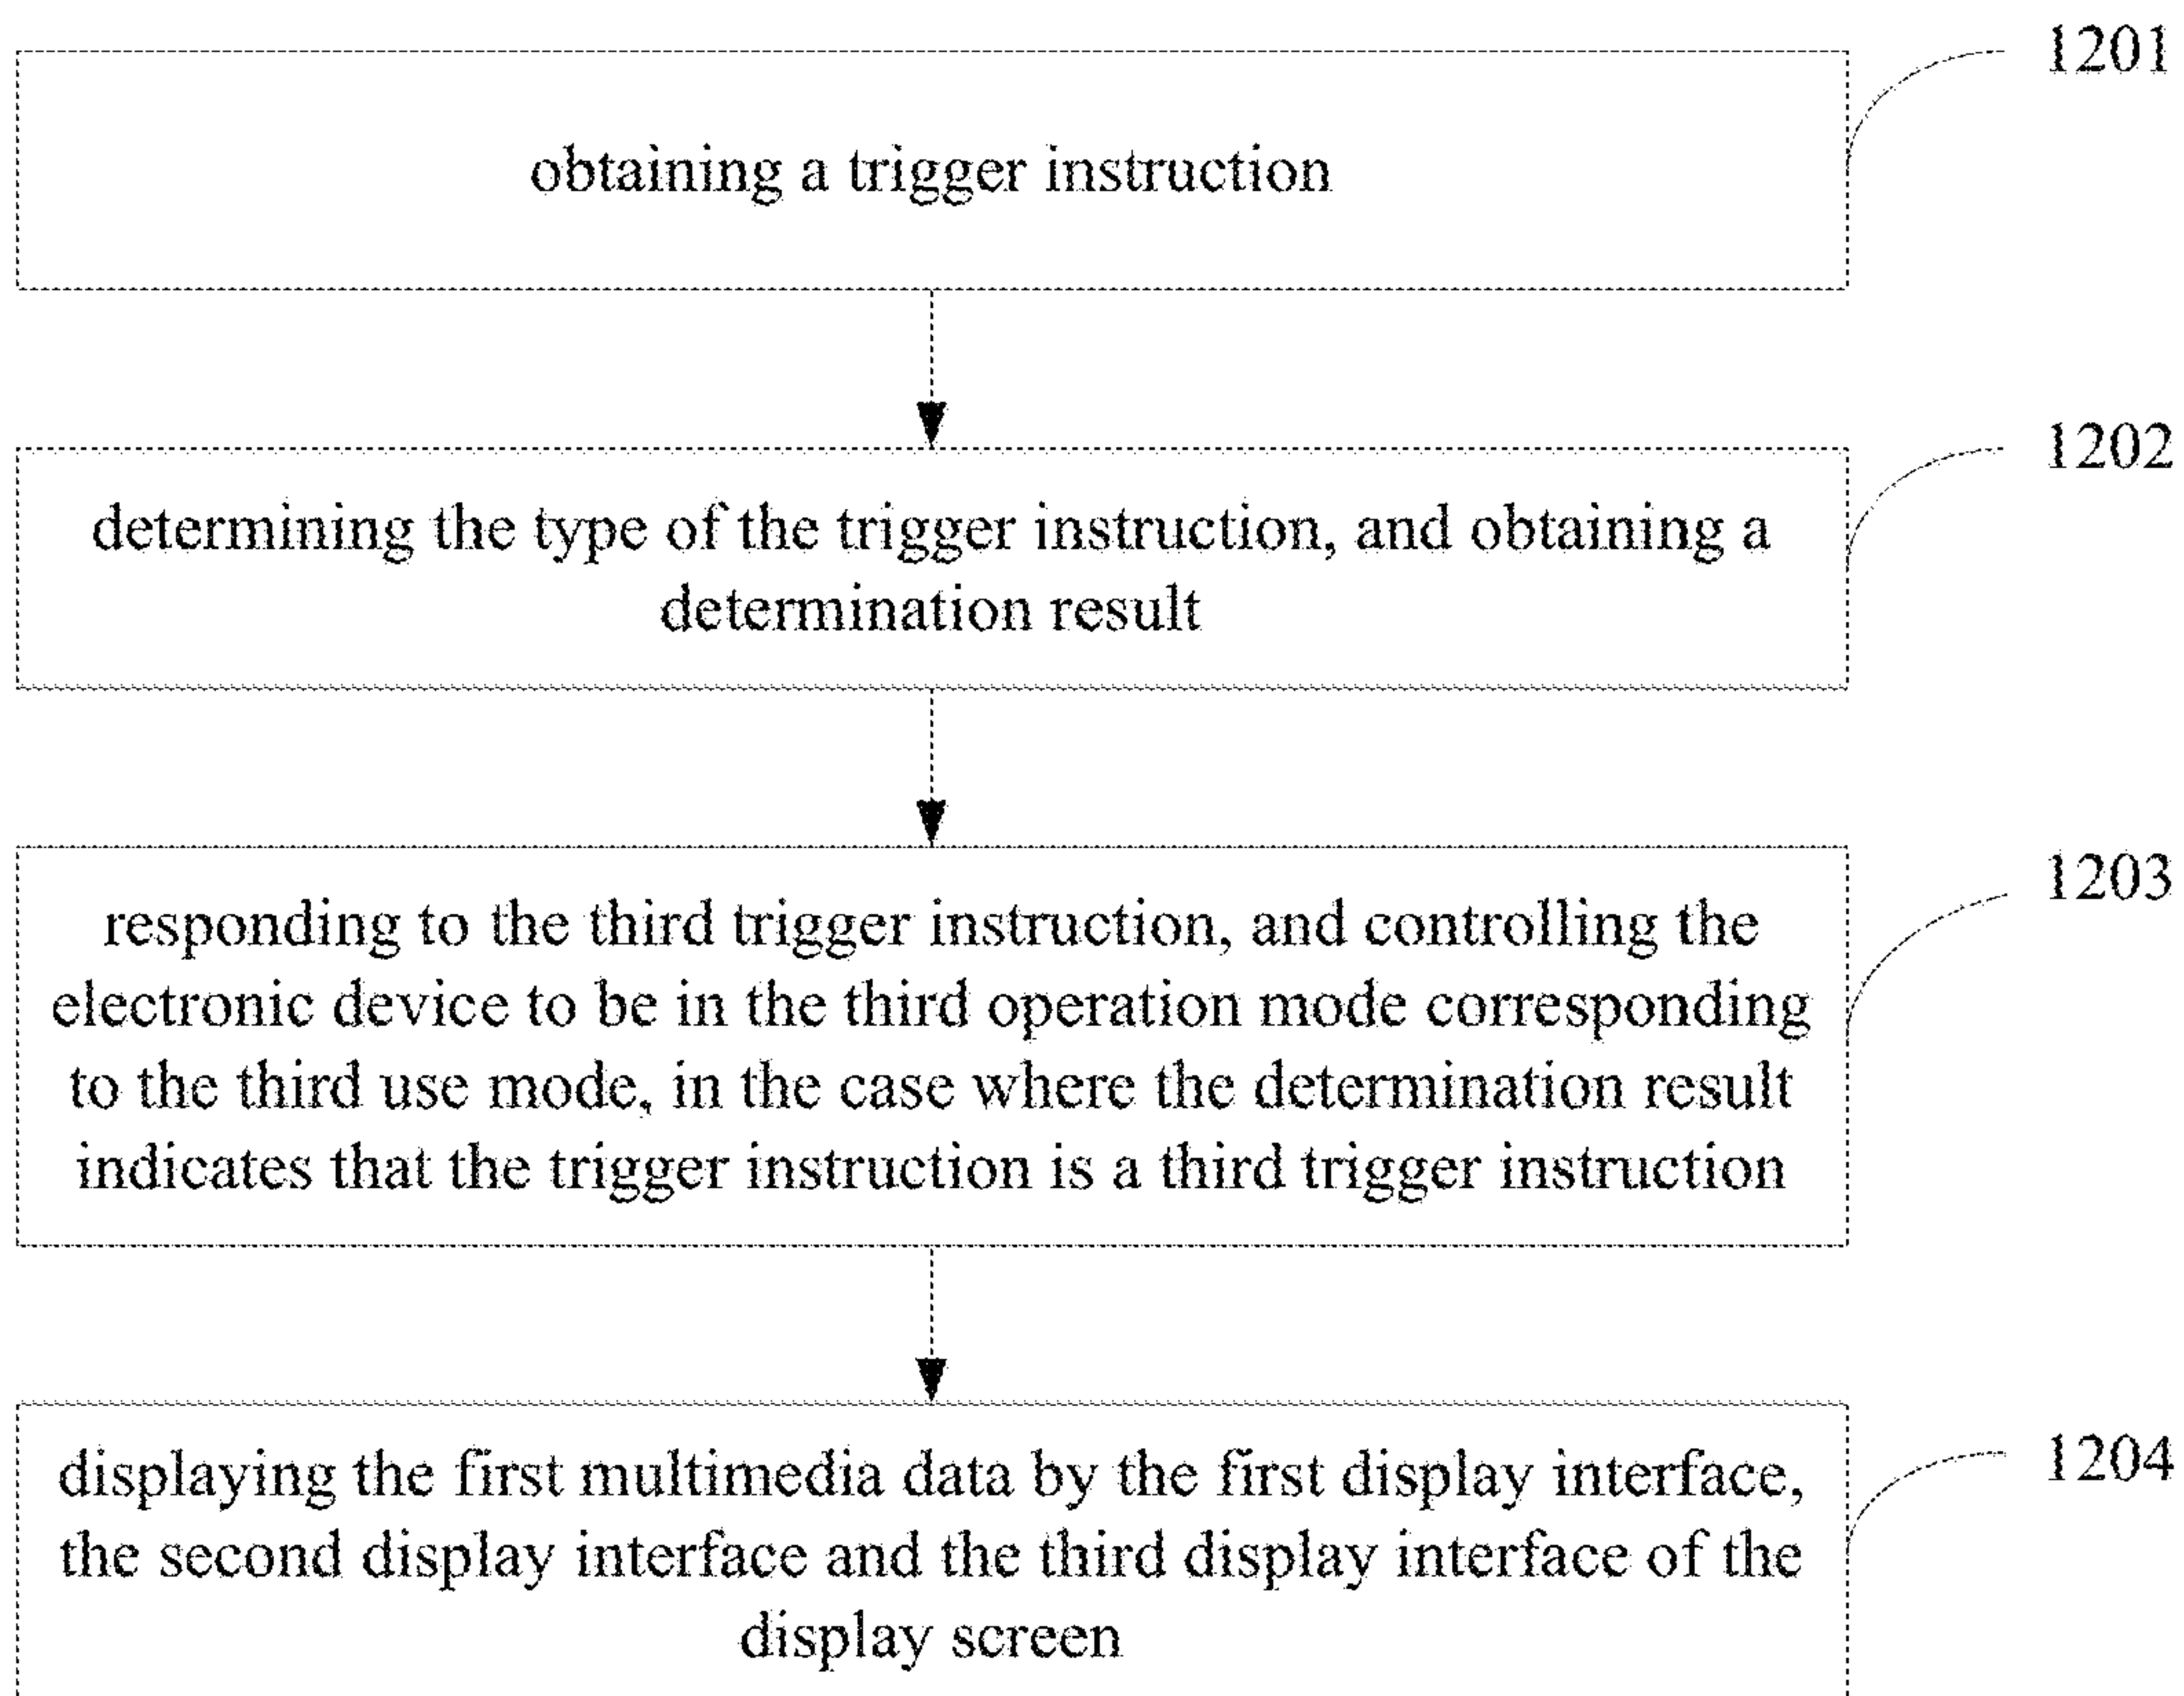 1201
obtaining a trigger instruction
1202
determining the type of the trigger instruction, and obtaining a
determination result
1203
responding to the third trigger instruction, and controlling the
electronic device to be in the third operation mode corresponding
to the third use mode, in the case where the determination result
indicates that the trigger instruction is a third trigger instruction
1204
displaying the first multimedia data by the first display interface,
the second display interface and the third display interface of the
display screen